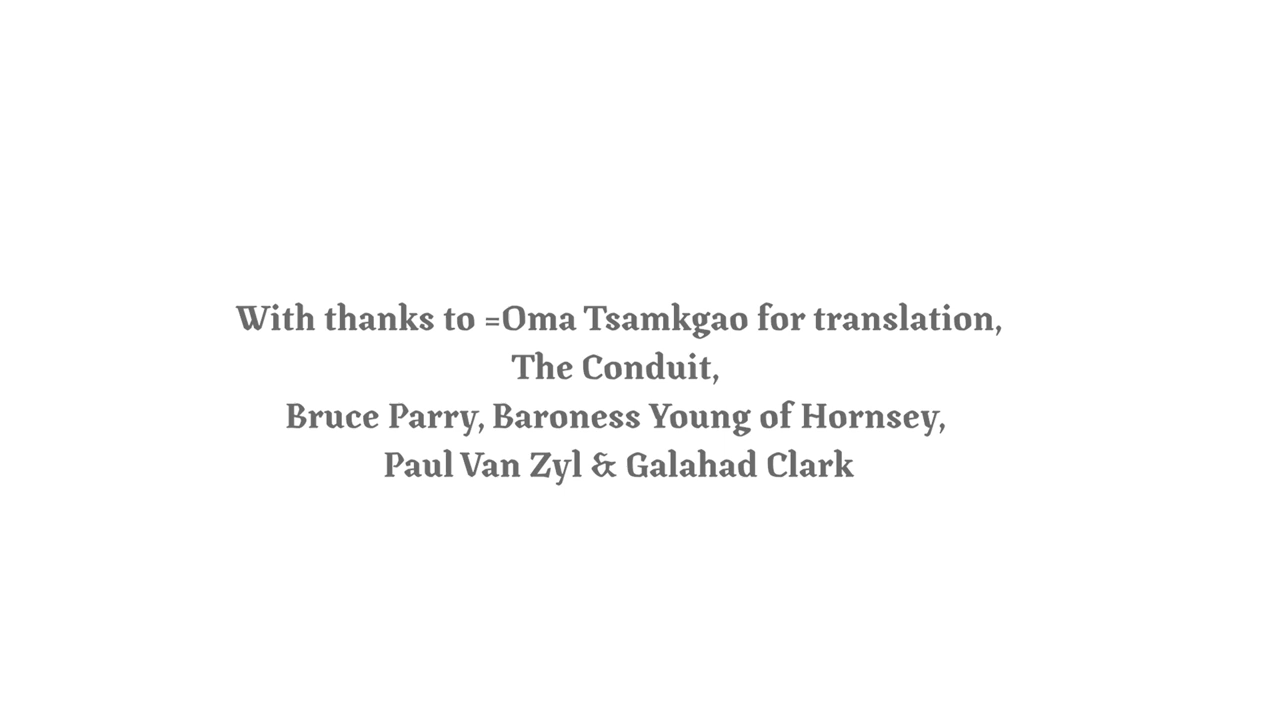 With thanks to =Oma Tsamkgao for translation,
The Conduit,
Bruce Parry, Baroness Young of Hornsey,
Paul Van Zyl & Galahad Clark